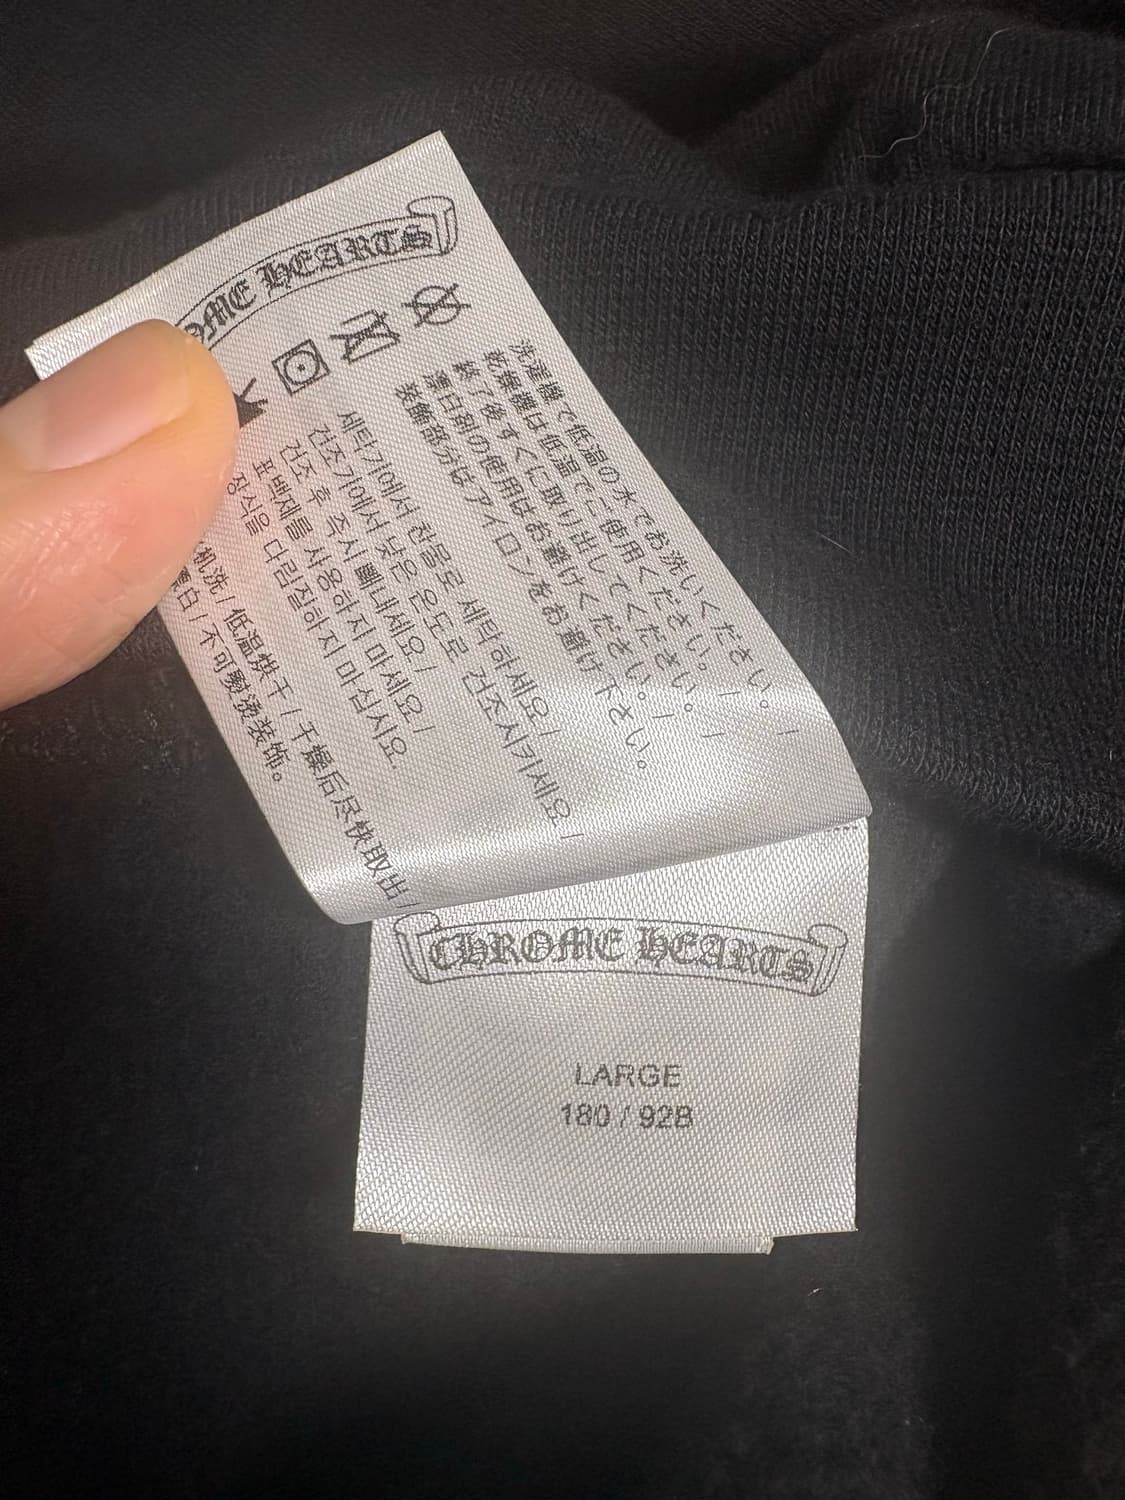 CHROME HEARTS
洗濯機で低温の水でお洗いください。/
乾燥機は低温でご使用ください。/
終了後すぐに取り出してください。/
漂白剤の使用はお避けください。/
装飾部分はアイロンをお避け下さい。
세탁기에서 찬물로 세탁 하세요 /
건조기에서 낮은 온도로 건조시키세요 /
건조 후 즉시 빼내세요 /
표백제를 사용하지 마세요 /
장식을 다림질하지 마십시요.
机洗 / 低温烘干 / 干燥后尽快取出 /
漂白 / 不可熨烫装饰。
CHROME HEARTS
LARGE
180 / 92B